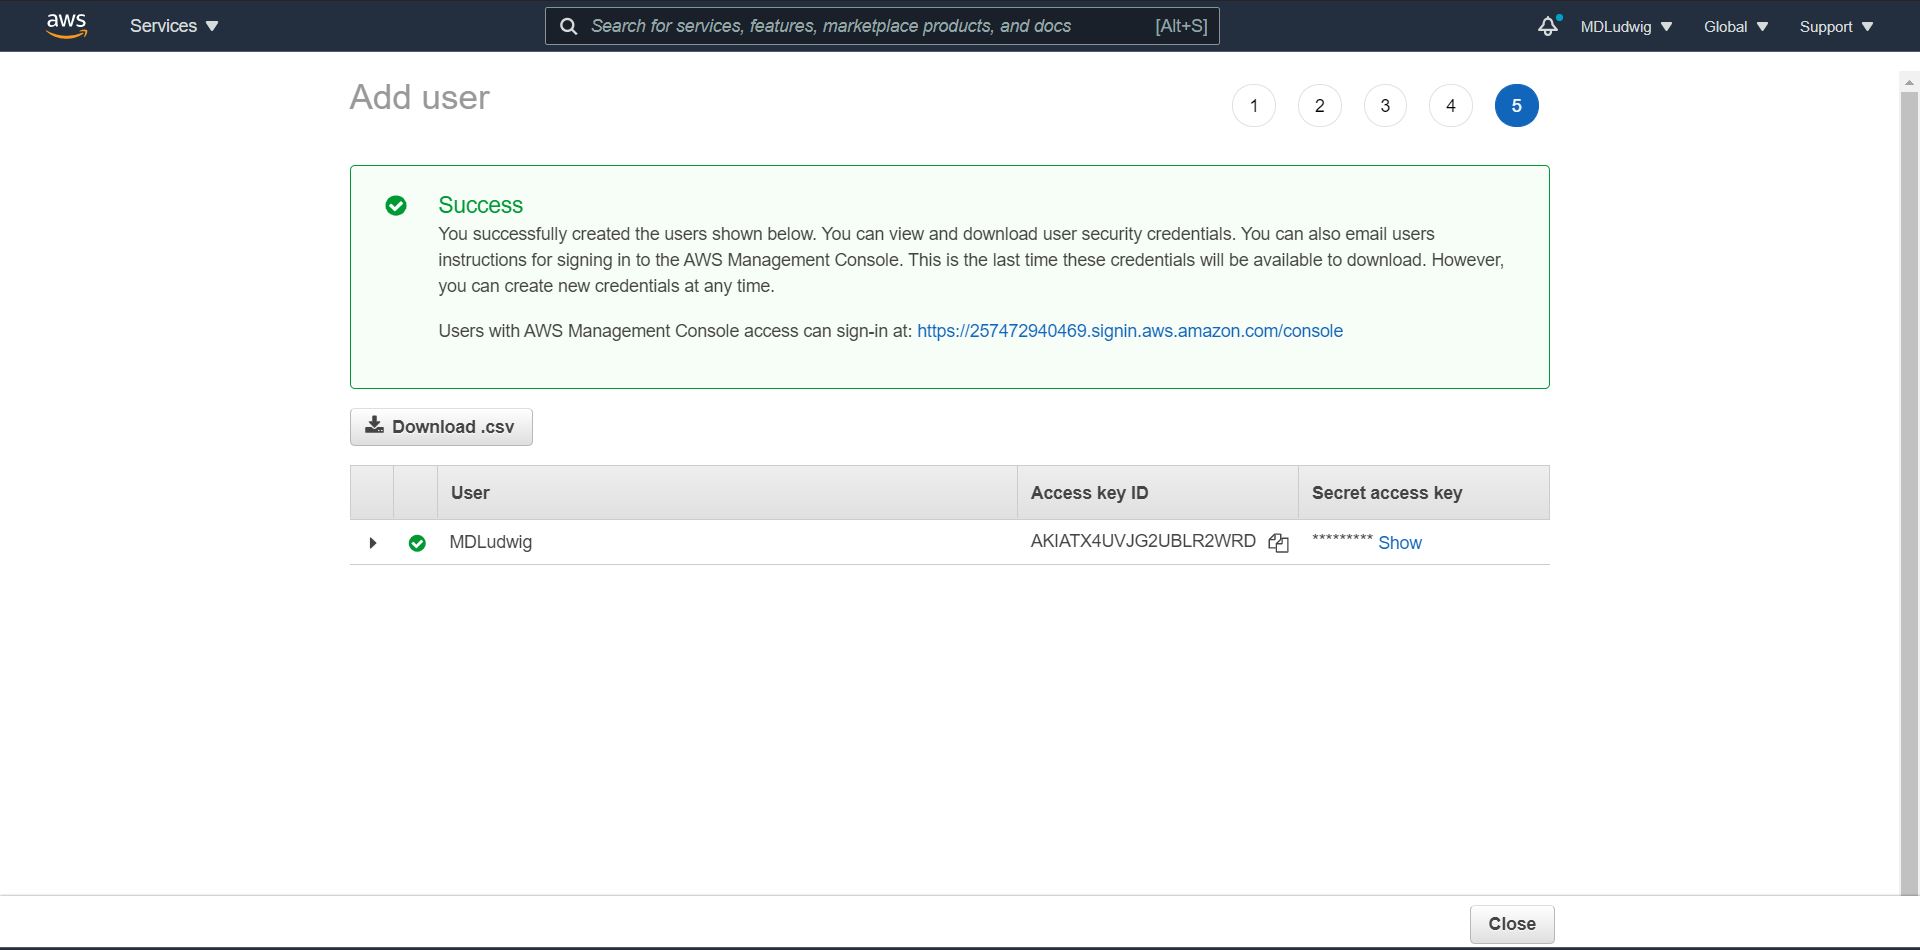 aws
Services
Search for services, features, marketplace products, and docs [Alt+S]
MDLudwig
Global
Support
Add user
1 2 3 4 5
Success
You successfully created the users shown below. You can view and download user security credentials. You can also email users
instructions for signing in to the AWS Management Console. This is the last time these credentials will be available to download. However,
you can create new credentials at any time.
Users with AWS Management Console access can sign-in at: https://257472940469.signin.aws.amazon.com/console
Download .csv
User Access key ID Secret access key
MDLudwig AKIATX4UVJG2UBLR2WRD ********* Show
Close